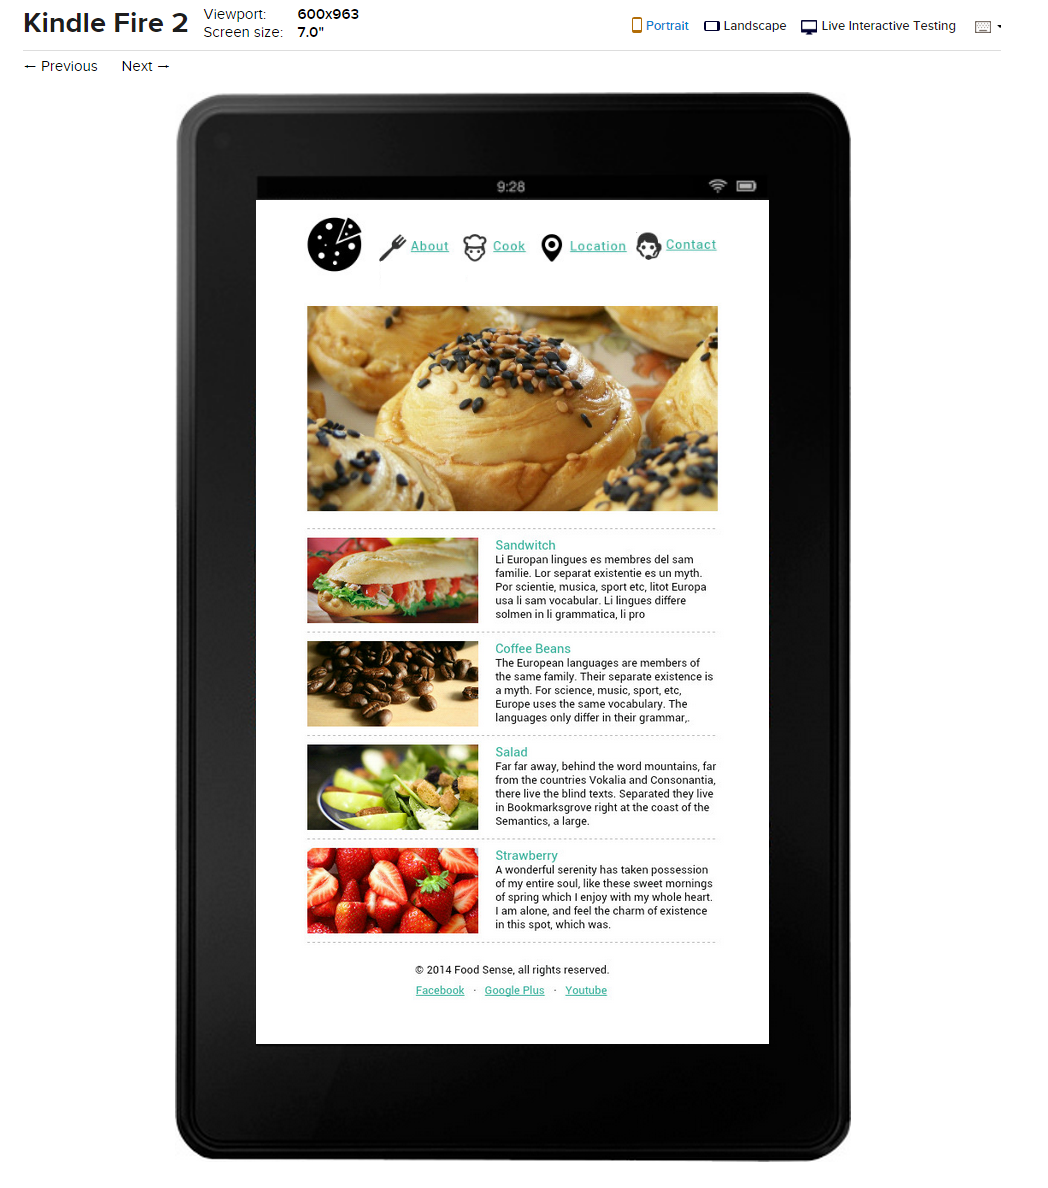 Kindle Fire 2
Viewport: 600x963
Screen size: 7.0"
Portrait Landscape Live Interactive Testing
← Previous Next →
9:28
About Cook Location Contact
Sandwitch
Li Europan lingues es membres del sam
familie. Lor separat existentie es un myth.
Por scientie, musica, sport etc, litot Europa
usa li sam vocabular. Li lingues differe
solmen in li grammatica, li pro
Coffee Beans
The European languages are members of
the same family. Their separate existence is
a myth. For science, music, sport, etc,
Europe uses the same vocabulary. The
languages only differ in their grammar,.
Salad
Far far away, behind the word mountains, far
from the countries Vokalia and Consonantia,
there live the blind texts. Separated they live
in Bookmarksgrove right at the coast of the
Semantics, a large.
Strawberry
A wonderful serenity has taken possession
of my entire soul, like these sweet mornings
of spring which I enjoy with my whole heart.
I am alone, and feel the charm of existence
in this spot, which was.
© 2014 Food Sense, all rights reserved.
Facebook · Google Plus · Youtube